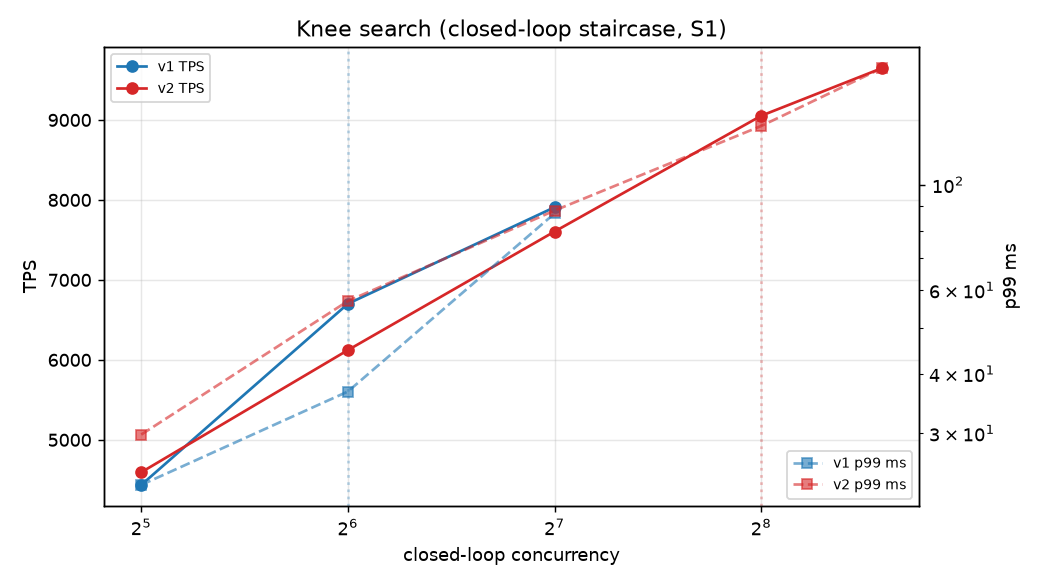 Knee search (closed-loop staircase, S1)
v1 TPS
v2 TPS
9000
8000
7000
6000
5000
TPS
10²
6 × 10¹
4 × 10¹
3 × 10¹
p99 ms
v1 p99 ms
v2 p99 ms
2⁵
2⁶
2⁷
2⁸
closed-loop concurrency